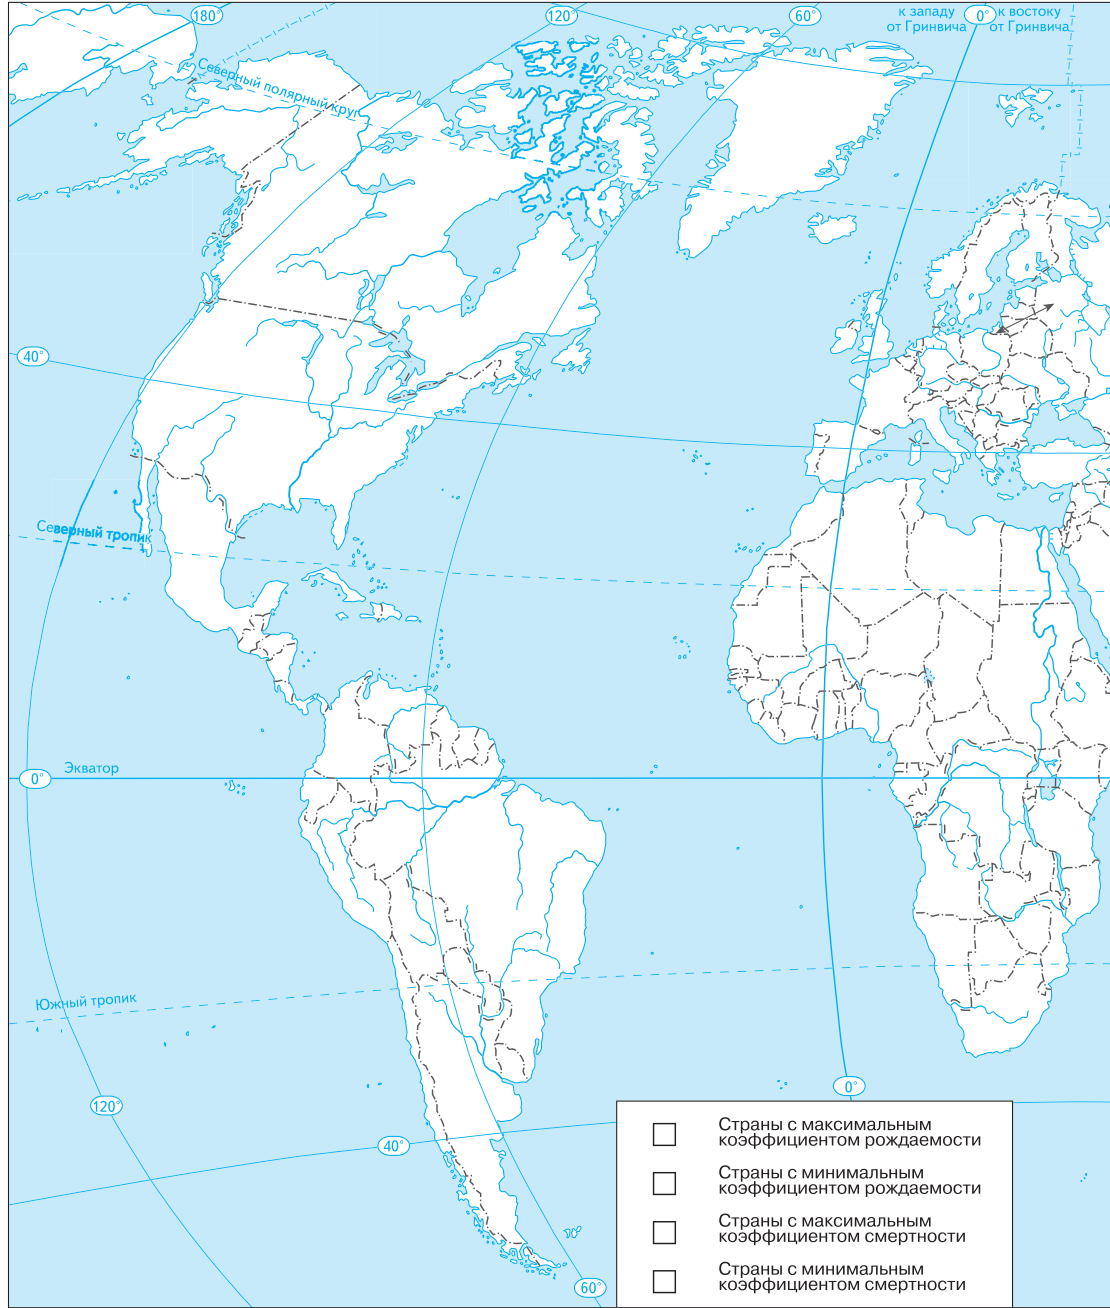 180°
120°
60°
к западу
от Гринвича
0°
к востоку
от Гринвича
Северный полярный круг
40°
Северный тропик
Экватор
0°
Южный тропик
0°
120°
40°
60°
Страны с максимальным
коэффициентом рождаемости
Страны с минимальным
коэффициентом рождаемости
Страны с максимальным
коэффициентом смертности
Страны с минимальным
коэффициентом смертности